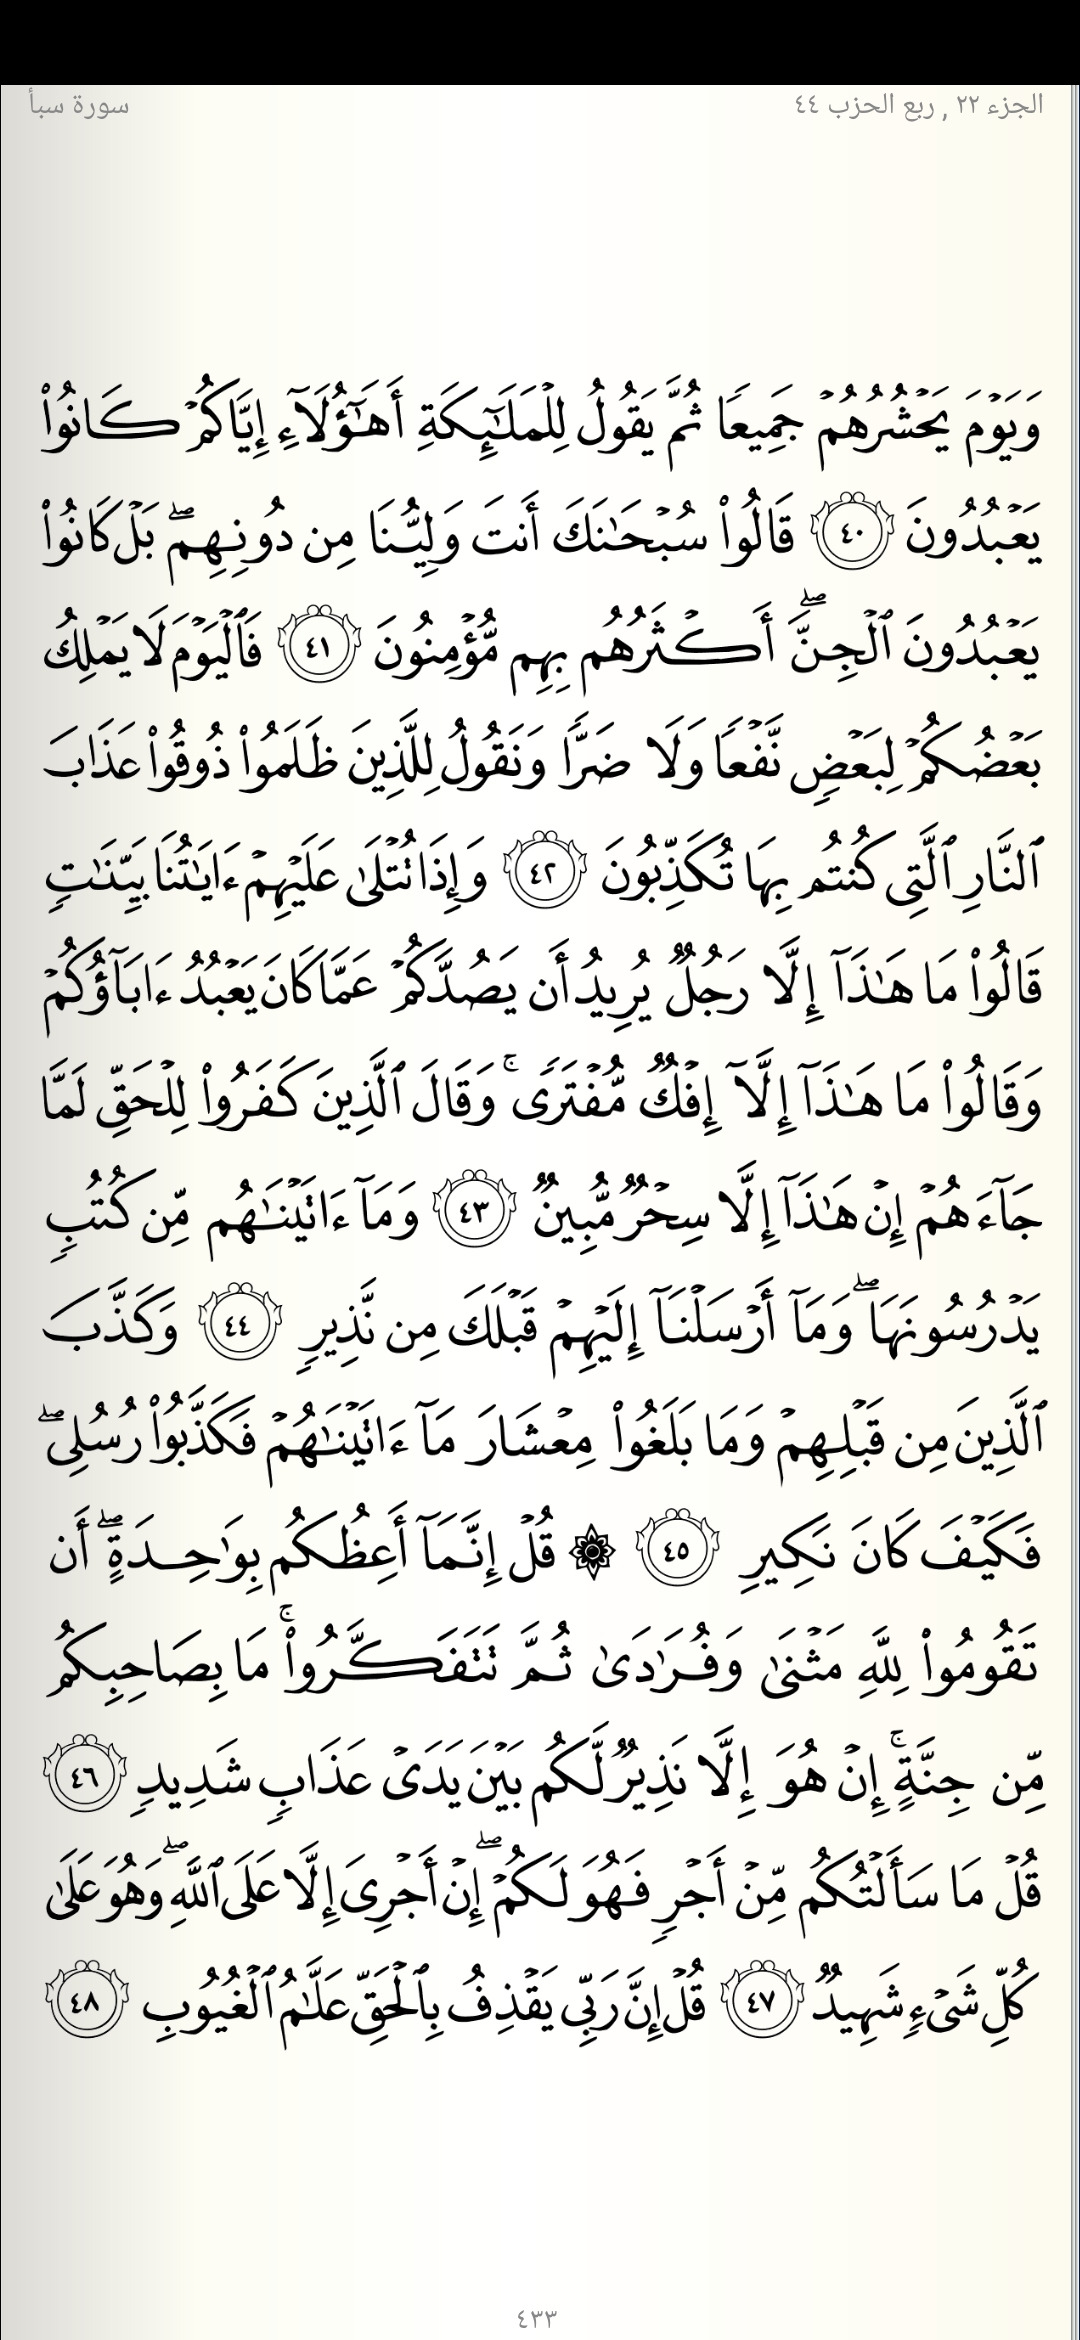 الجزء ٢٢ , ربع الحزب ٤٤
سورة سبأ
وَيَوْمَ يَحْشُرُهُمْ جَمِيعًا ثُمَّ يَقُولُ لِلْمَلَٰٓئِكَةِ أَهَٰٓؤُلَآءِ إِيَّاكُمْ كَانُوا۟
يَعْبُدُونَ ٤٠ قَالُوا۟ سُبْحَٰنَكَ أَنتَ وَلِيُّنَا مِن دُونِهِم ۖ بَلْ كَانُوا۟
يَعْبُدُونَ ٱلْجِنَّ ۖ أَكْثَرُهُم بِهِم مُّؤْمِنُونَ ٤١ فَٱلْيَوْمَ لَا يَمْلِكُ
بَعْضُكُمْ لِبَعْضٍ نَّفْعًا وَلَا ضَرًّا وَنَقُولُ لِلَّذِينَ ظَلَمُوا۟ ذُوقُوا۟ عَذَابَ
ٱلنَّارِ ٱلَّتِى كُنتُم بِهَا تُكَذِّبُونَ ٤٢ وَإِذَا تُتْلَىٰ عَلَيْهِمْ ءَايَٰتُنَا بَيِّنَٰتٍ
قَالُوا۟ مَا هَٰذَآ إِلَّا رَجُلٌ يُرِيدُ أَن يَصُدَّكُمْ عَمَّا كَانَ يَعْبُدُ ءَابَآؤُكُمْ
وَقَالُوا۟ مَا هَٰذَآ إِلَّآ إِفْكٌ مُّفْتَرًى ۚ وَقَالَ ٱلَّذِينَ كَفَرُوا۟ لِلْحَقِّ لَمَّا
جَآءَهُمْ إِنْ هَٰذَآ إِلَّا سِحْرٌ مُّبِينٌ ٤٣ وَمَآ ءَاتَيْنَٰهُم مِّن كُتُبٍ
يَدْرُسُونَهَا ۖ وَمَآ أَرْسَلْنَآ إِلَيْهِمْ قَبْلَكَ مِن نَّذِيرٍ ٤٤ وَكَذَّبَ
ٱلَّذِينَ مِن قَبْلِهِمْ وَمَا بَلَغُوا۟ مِعْشَارَ مَآ ءَاتَيْنَٰهُمْ فَكَذَّبُوا۟ رُسُلِى ۖ
فَكَيْفَ كَانَ نَكِيرِ ٤٥ ۞ قُلْ إِنَّمَآ أَعِظُكُم بِوَٰحِدَةٍ ۖ أَن
تَقُومُوا۟ لِلَّهِ مَثْنَىٰ وَفُرَٰدَىٰ ثُمَّ تَتَفَكَّرُوا۟ ۚ مَا بِصَاحِبِكُم
مِّن جِنَّةٍ ۚ إِنْ هُوَ إِلَّا نَذِيرٌ لَّكُم بَيْنَ يَدَىْ عَذَابٍ شَدِيدٍ ٤٦
قُلْ مَا سَأَلْتُكُم مِّنْ أَجْرٍ فَهُوَ لَكُمْ ۖ إِنْ أَجْرِىَ إِلَّا عَلَى ٱللَّهِ ۖ وَهُوَ عَلَىٰ
كُلِّ شَىْءٍ شَهِيدٌ ٤٧ قُلْ إِنَّ رَبِّى يَقْذِفُ بِٱلْحَقِّ عَلَّٰمُ ٱلْغُيُوبِ ٤٨
٤٣٣